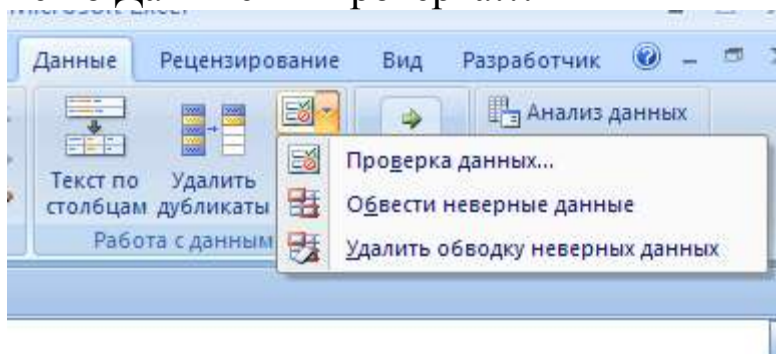 Данные Рецензирование Вид Разработчик
Анализ данных
Текст по столбцам
Удалить дубликаты
Работа с данным
Проверка данных...
Обвести неверные данные
Удалить обводку неверных данных